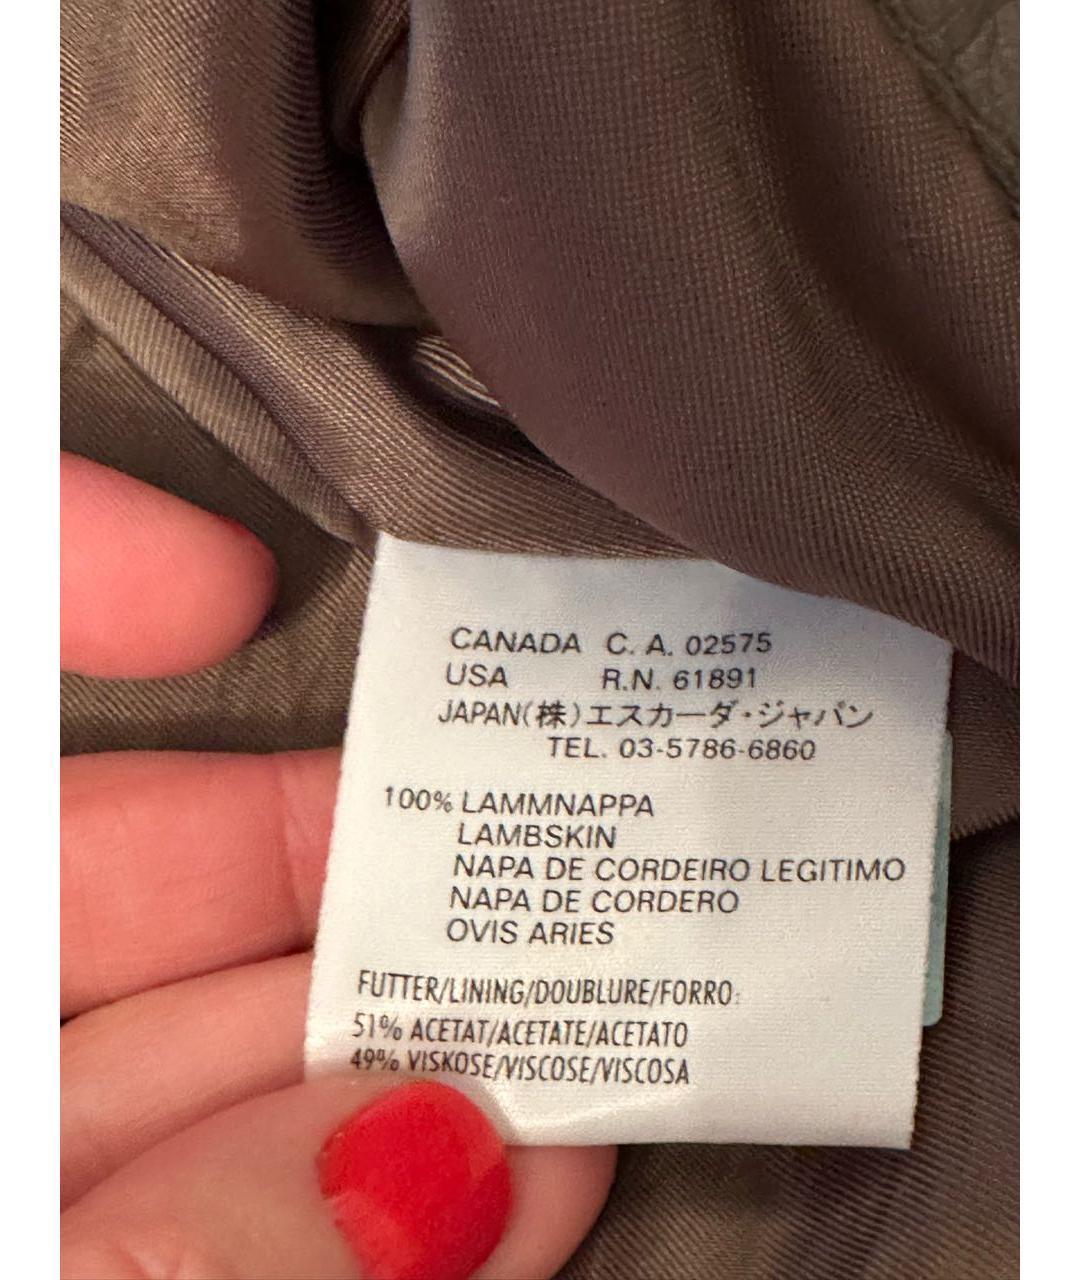 CANADA C. A. 02575
USA R.N. 61891
JAPAN(株)エスカーダ・ジャパン
TEL. 03-5786-6860
100% LAMMNAPPA
LAMBSKIN
NAPA DE CORDEIRO LEGITIMO
NAPA DE CORDERO
OVIS ARIES
FUTTER/LINING/DOUBLURE/FORRO:
51% ACETAT/ACETATE/ACETATO
49% VISKOSE/VISCOSE/VISCOSA